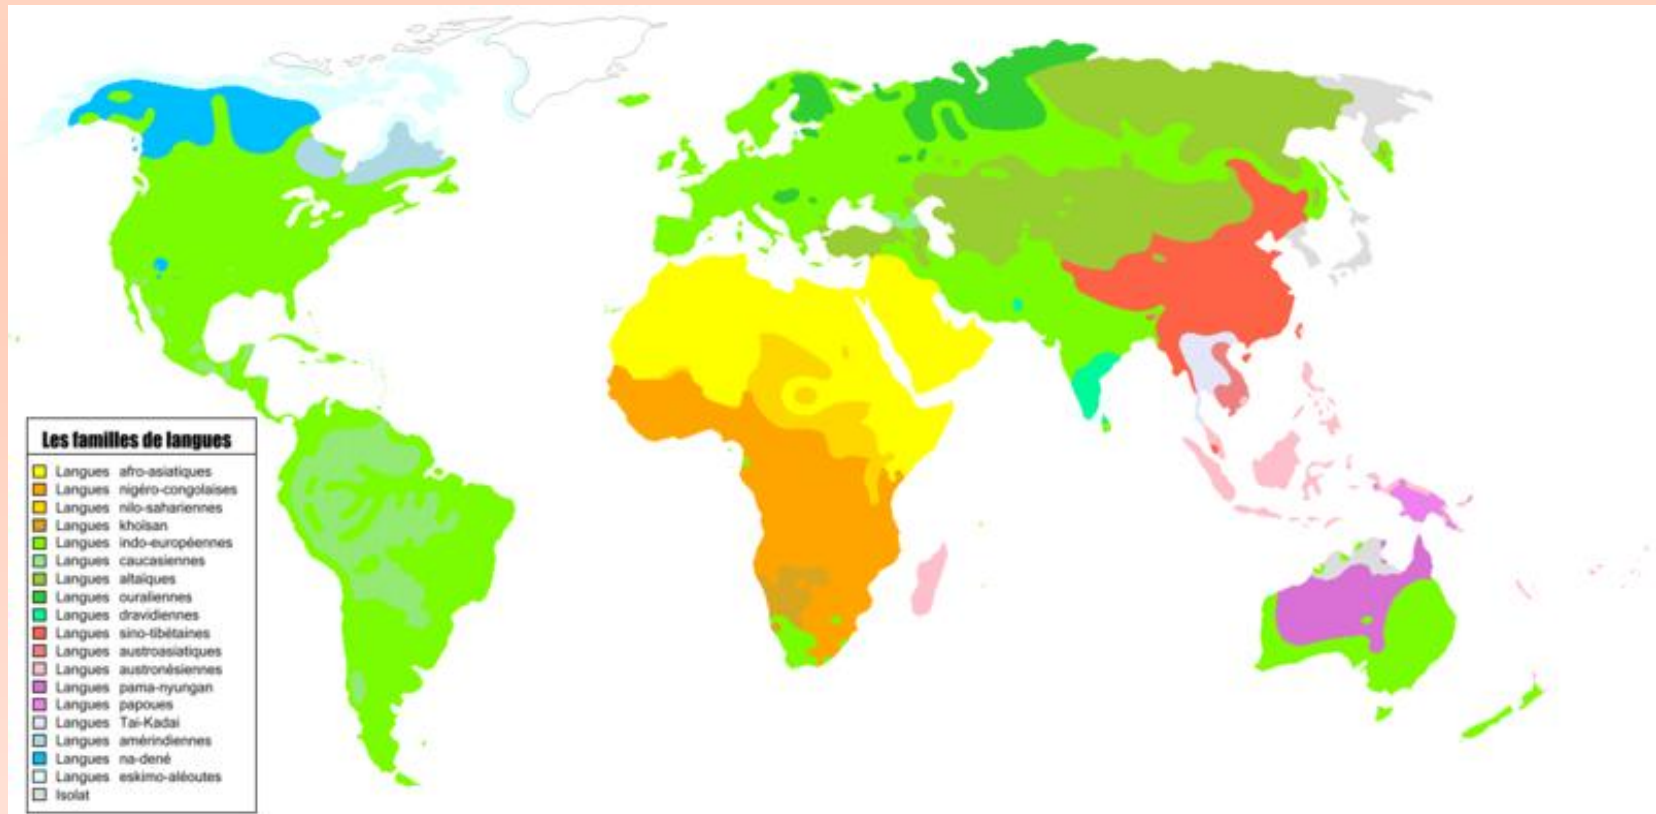 Les familles de langues
Langues afro-asiatiques
Langues nigéro-congolaises
Langues nilo-sahariennes
Langues khoïsan
Langues indo-européennes
Langues caucasiennes
Langues altaïques
Langues ouraliennes
Langues dravidiennes
Langues sino-tibétaines
Langues austroasiatiques
Langues austronésiennes
Langues pama-nyungan
Langues papoues
Langues Tai-Kadai
Langues amérindiennes
Langues na-dené
Langues eskimo-aléoutes
Isolat